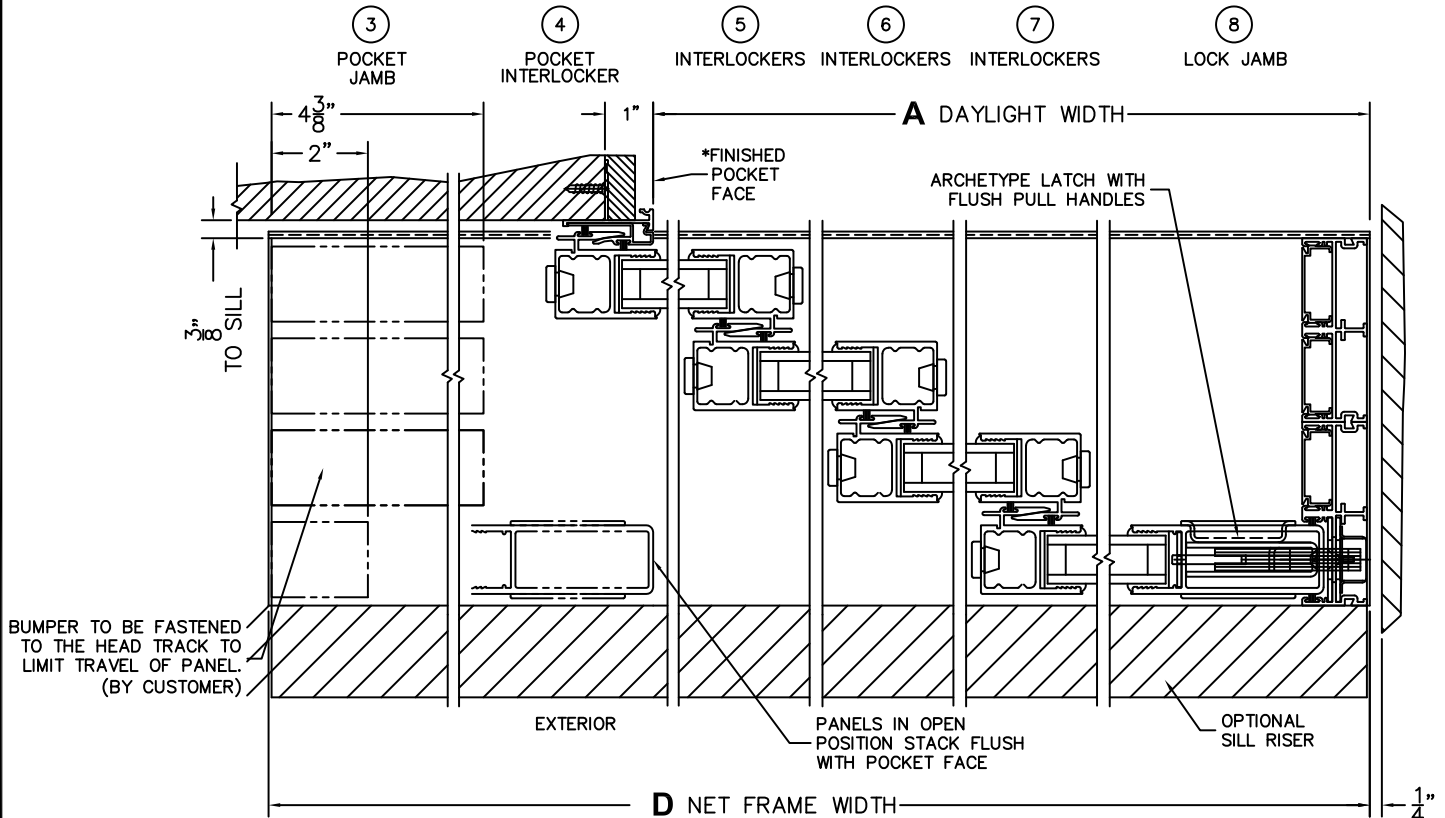 3 4 5 6 7 8
POCKET JAMB
POCKET INTERLOCKER
INTERLOCKERS
INTERLOCKERS
INTERLOCKERS
LOCK JAMB
4 3/8"
1"
A DAYLIGHT WIDTH
2"
*FINISHED
POCKET
FACE
ARCHETYPE LATCH WITH
FLUSH PULL HANDLES
3/8"
TO SILL
BUMPER TO BE FASTENED
TO THE HEAD TRACK TO
LIMIT TRAVEL OF PANEL.
(BY CUSTOMER)
EXTERIOR
PANELS IN OPEN
POSITION STACK FLUSH
WITH POCKET FACE
OPTIONAL
SILL RISER
D NET FRAME WIDTH
1/4"